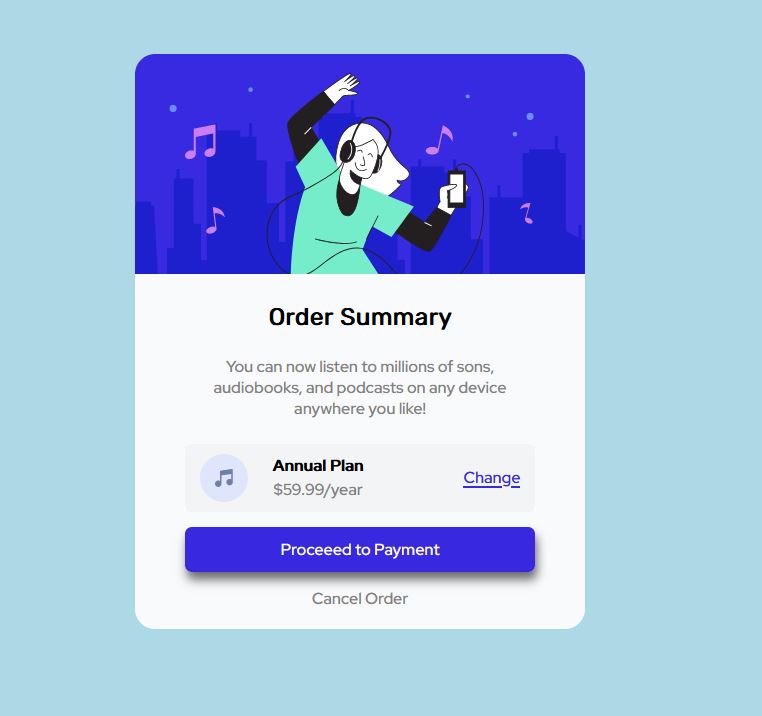 Order Summary
You can now listen to millions of sons,
audiobooks, and podcasts on any device
anywhere you like!
Annual Plan
$59.99/year
Change
Proceeed to Payment
Cancel Order